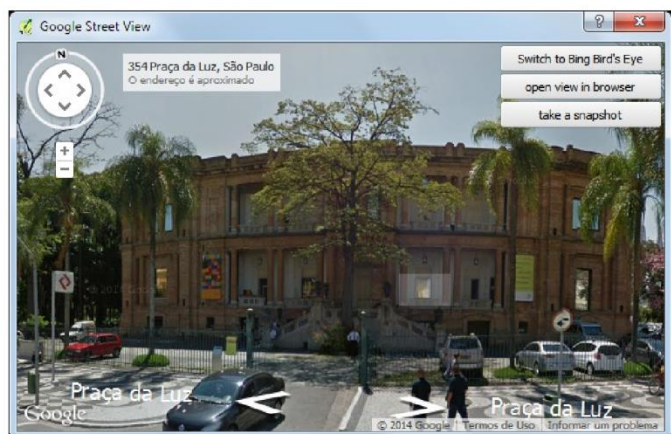 Google Street View
?
N
354 Praça da Luz, São Paulo
O endereço é aproximado
Switch to Bing Bird's Eye
open view in browser
take a snapshot
+
−
Praça da Luz
Praça da Luz
Google
© 2014 Google
Termos de Uso
Informar um problema